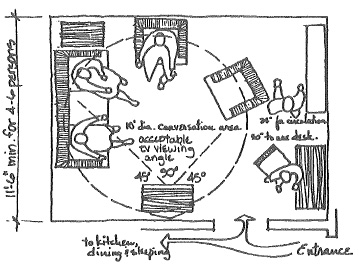 11'-6" min. for 4-6 persons
10' dia. conversation area.
acceptable
TV viewing
angle
45° 90° 45°
24" for circulation
30" to use desk.
to kitchen,
dining & sleeping
Entrance